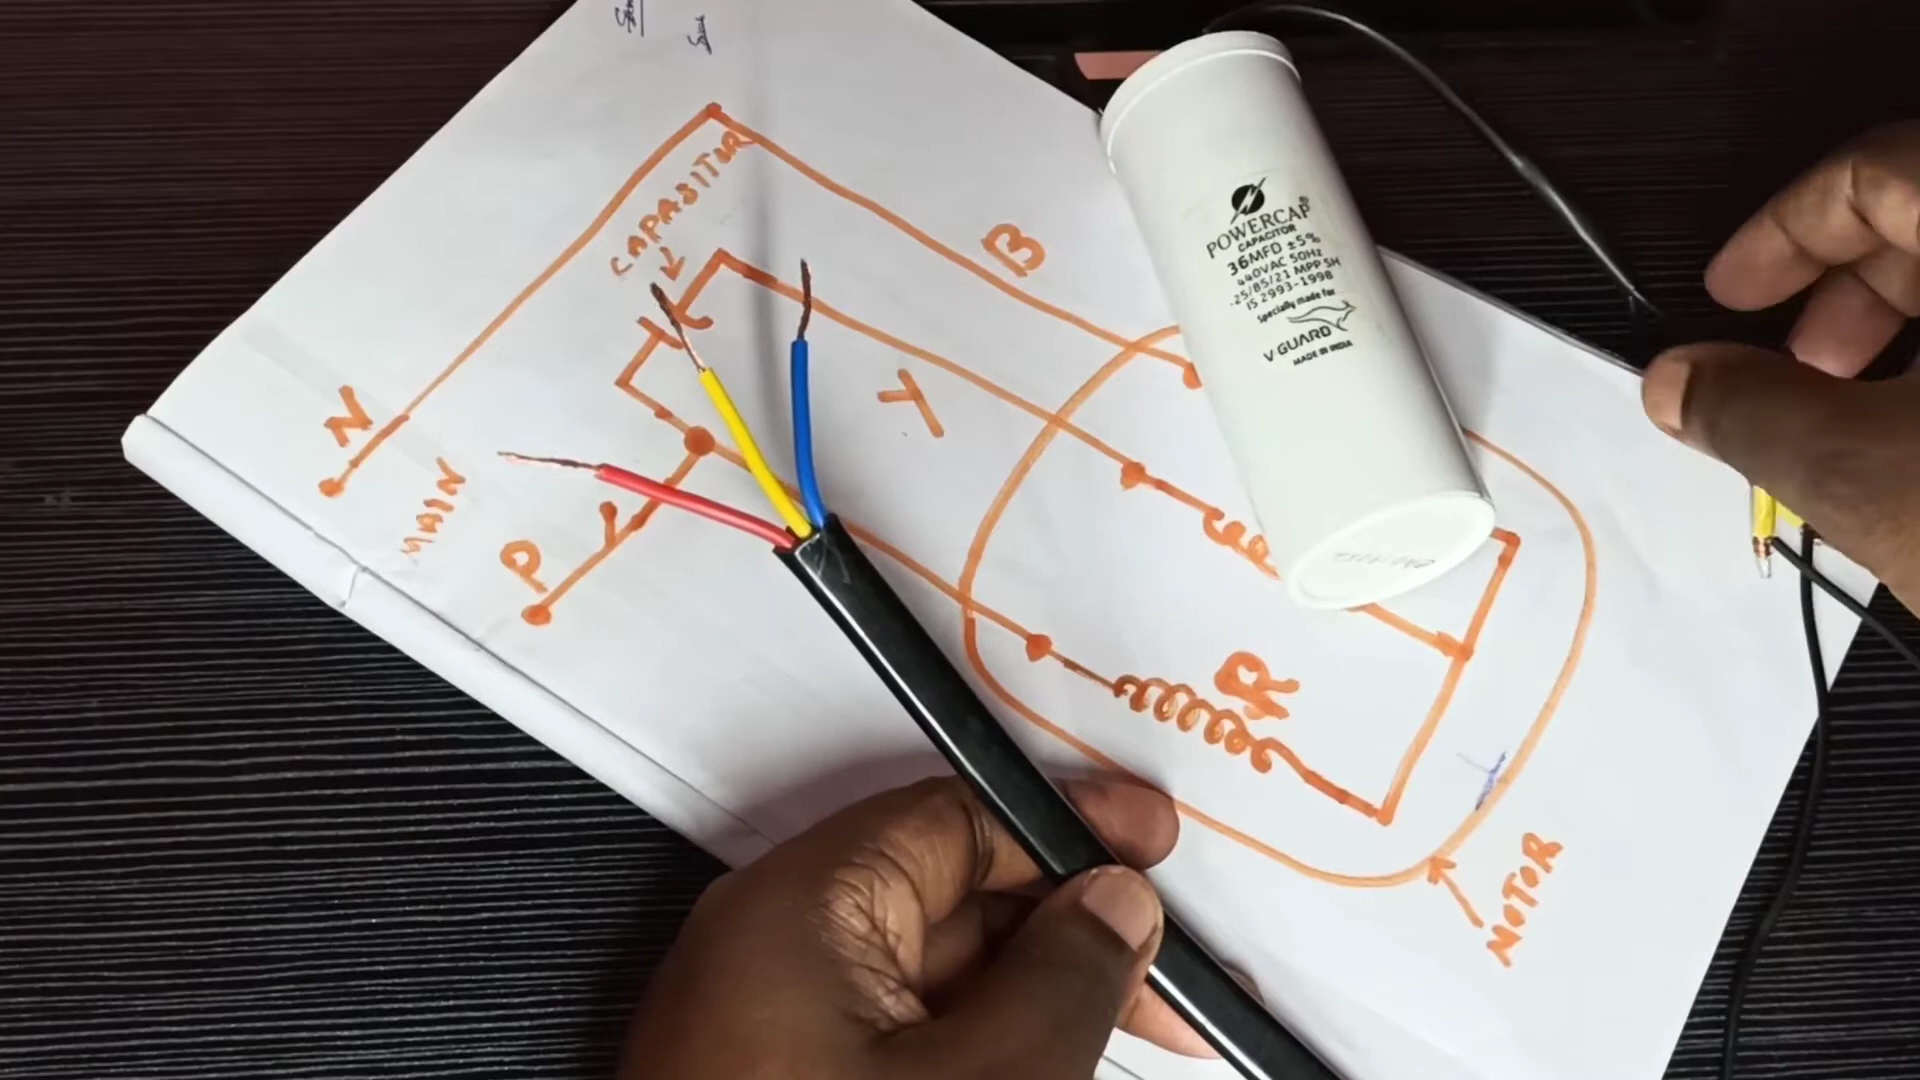 CAPASITOR
B
N
Y
MAIN
P
R
MOTOR
POWERCAP®
CAPACITOR
36MFD ±5%
440VAC 50Hz
-25/85/21 MPP SH
IS 2993-1998
Specially made for
V-GUARD
MADE IN INDIA